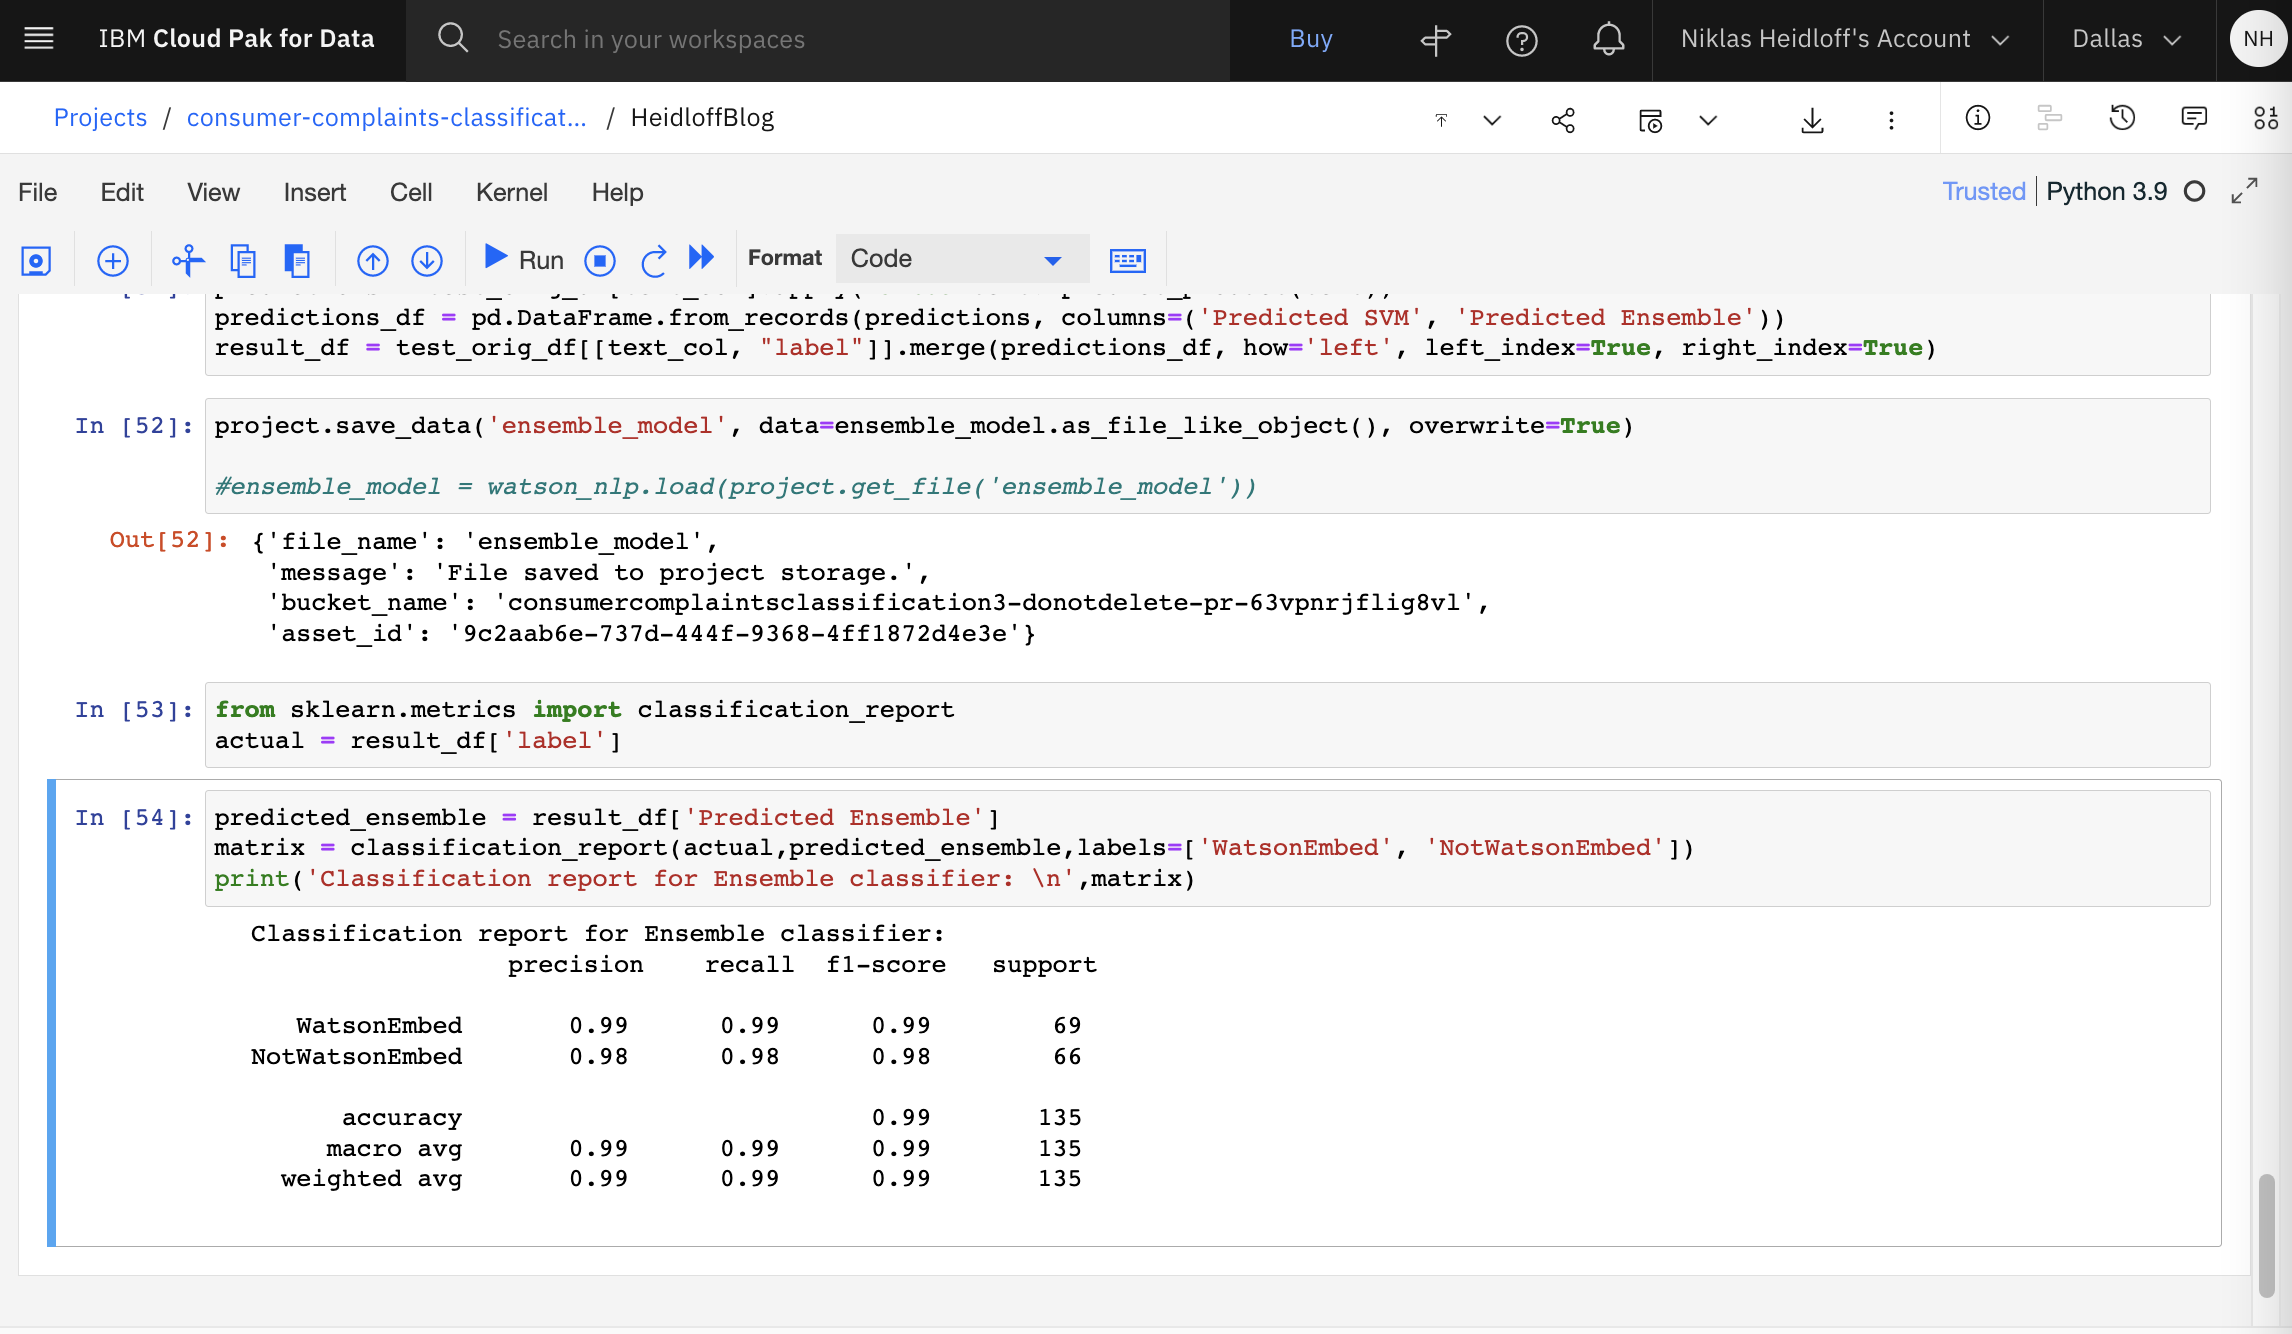 IBM Cloud Pak for Data
Search in your workspaces
Buy
Niklas Heidloff's Account
Dallas
NH
Projects / consumer-complaints-classificat... / HeidloffBlog
File Edit View Insert Cell Kernel Help
Trusted Python 3.9
Run
Format
Code
predictions_df = pd.DataFrame.from_records(predictions, columns=('Predicted SVM', 'Predicted Ensemble'))
result_df = test_orig_df[[text_col, "label"]].merge(predictions_df, how='left', left_index=True, right_index=True)
In [52]: project.save_data('ensemble_model', data=ensemble_model.as_file_like_object(), overwrite=True)
#ensemble_model = watson_nlp.load(project.get_file('ensemble_model'))
Out[52]: {'file_name': 'ensemble_model',
'message': 'File saved to project storage.',
'bucket_name': 'consumercomplaintsclassification3-donotdelete-pr-63vpnrjflig8vl',
'asset_id': '9c2aab6e-737d-444f-9368-4ff1872d4e3e'}
In [53]: from sklearn.metrics import classification_report
actual = result_df['label']
In [54]: predicted_ensemble = result_df['Predicted Ensemble']
matrix = classification_report(actual,predicted_ensemble,labels=['WatsonEmbed', 'NotWatsonEmbed'])
print('Classification report for Ensemble classifier: \n',matrix)
Classification report for Ensemble classifier:
precision recall f1-score support
WatsonEmbed 0.99 0.99 0.99 69
NotWatsonEmbed 0.98 0.98 0.98 66
accuracy 0.99 135
macro avg 0.99 0.99 0.99 135
weighted avg 0.99 0.99 0.99 135